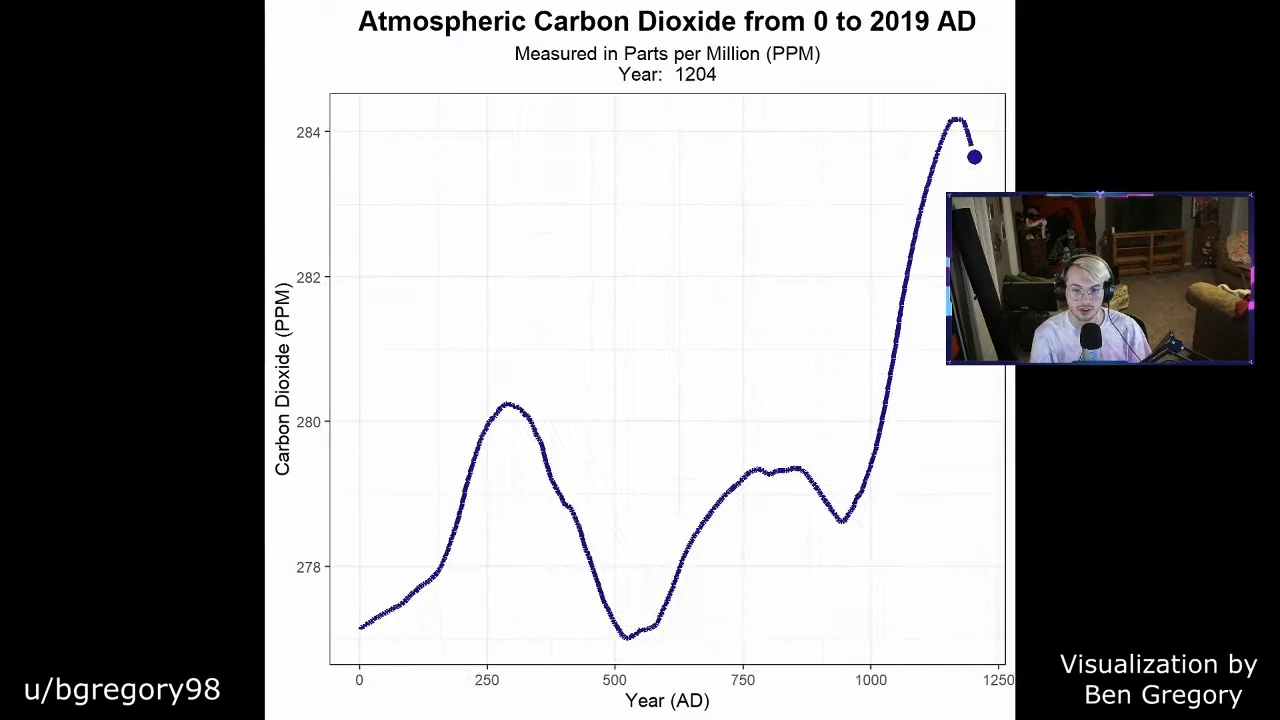 Atmospheric Carbon Dioxide from 0 to 2019 AD
Measured in Parts per Million (PPM)
Year: 1204
284
282
280
278
Carbon Dioxide (PPM)
0 250 500 750 1000 1250
Year (AD)
u/bgregory98
Visualization by
Ben Gregory